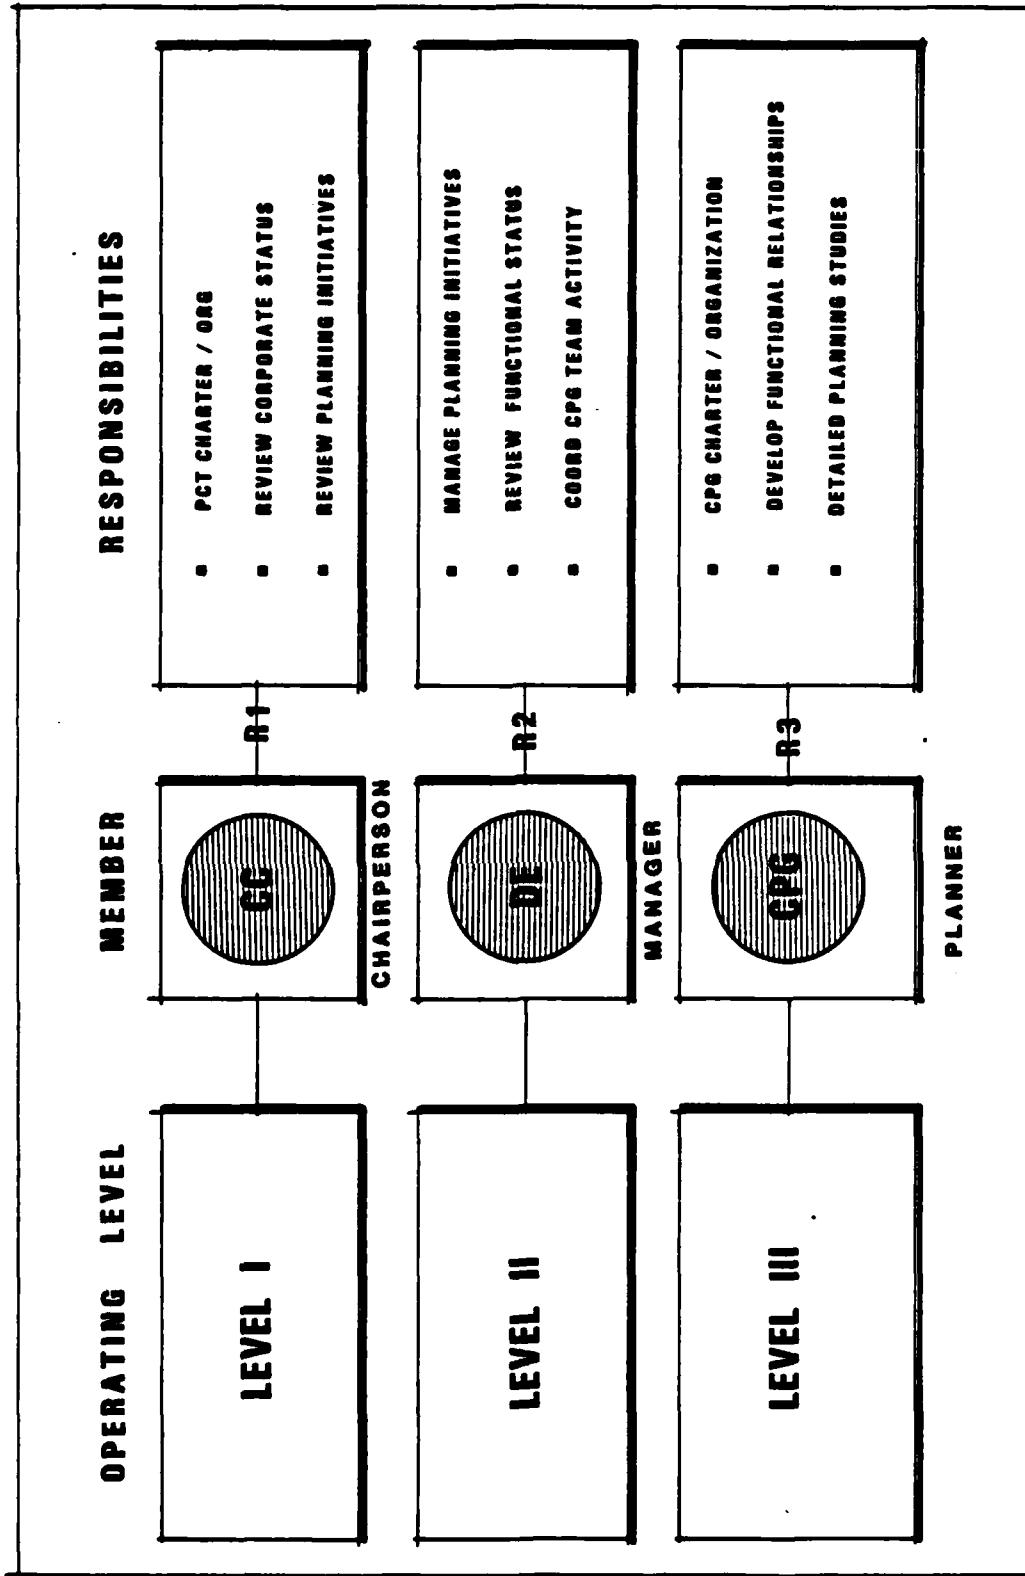 OPERATING LEVEL
MEMBER
RESPONSIBILITIES
LEVEL I
CC
CHAIRPERSON
R1
▪ PCT CHARTER / ORG
▪ REVIEW CORPORATE STATUS
▪ REVIEW PLANNING INITIATIVES
LEVEL II
DE
MANAGER
R2
▪ MANAGE PLANNING INITIATIVES
▪ REVIEW FUNCTIONAL STATUS
▪ COORD CPG TEAM ACTIVITY
LEVEL III
CPG
PLANNER
R3
▪ CPG CHARTER / ORGANIZATION
▪ DEVELOP FUNCTIONAL RELATIONSHIPS
▪ DETAILED PLANNING STUDIES